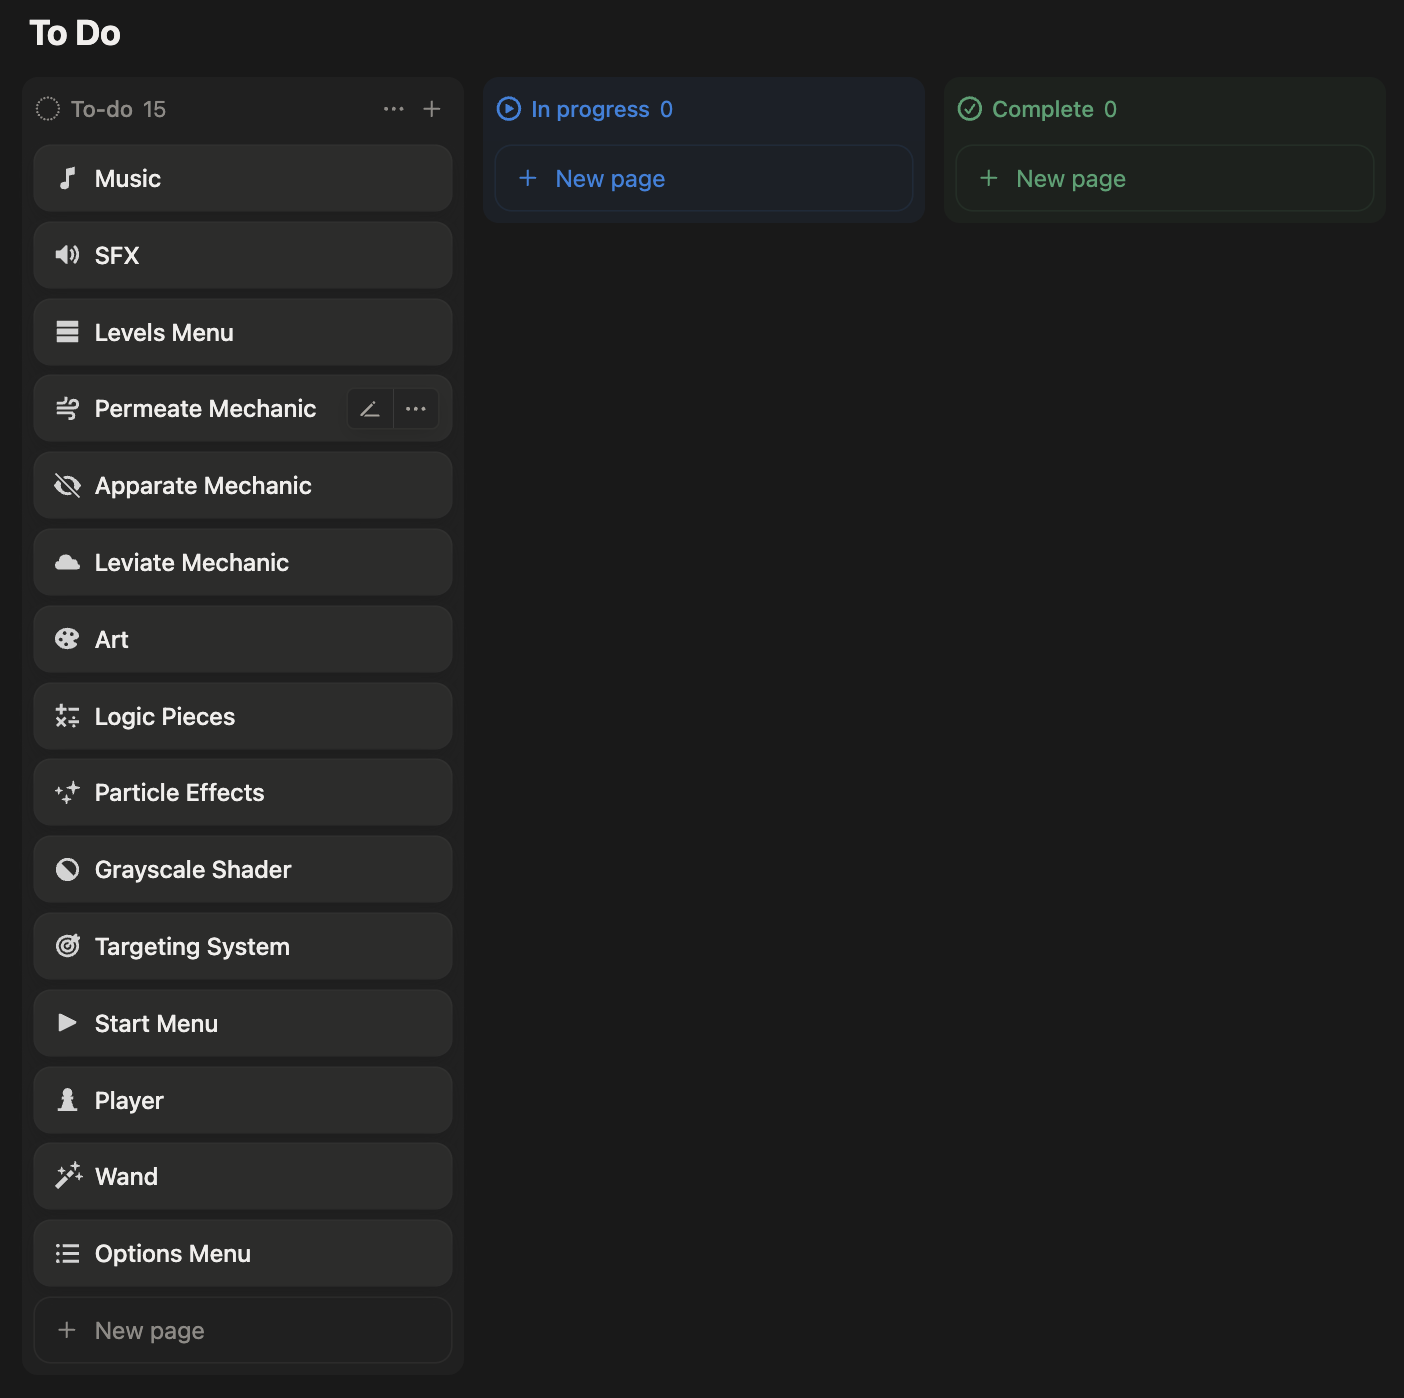 To Do
To-do 15
Music
SFX
Levels Menu
Permeate Mechanic
Apparate Mechanic
Leviate Mechanic
Art
Logic Pieces
Particle Effects
Grayscale Shader
Targeting System
Start Menu
Player
Wand
Options Menu
New page
In progress 0
New page
Complete 0
New page